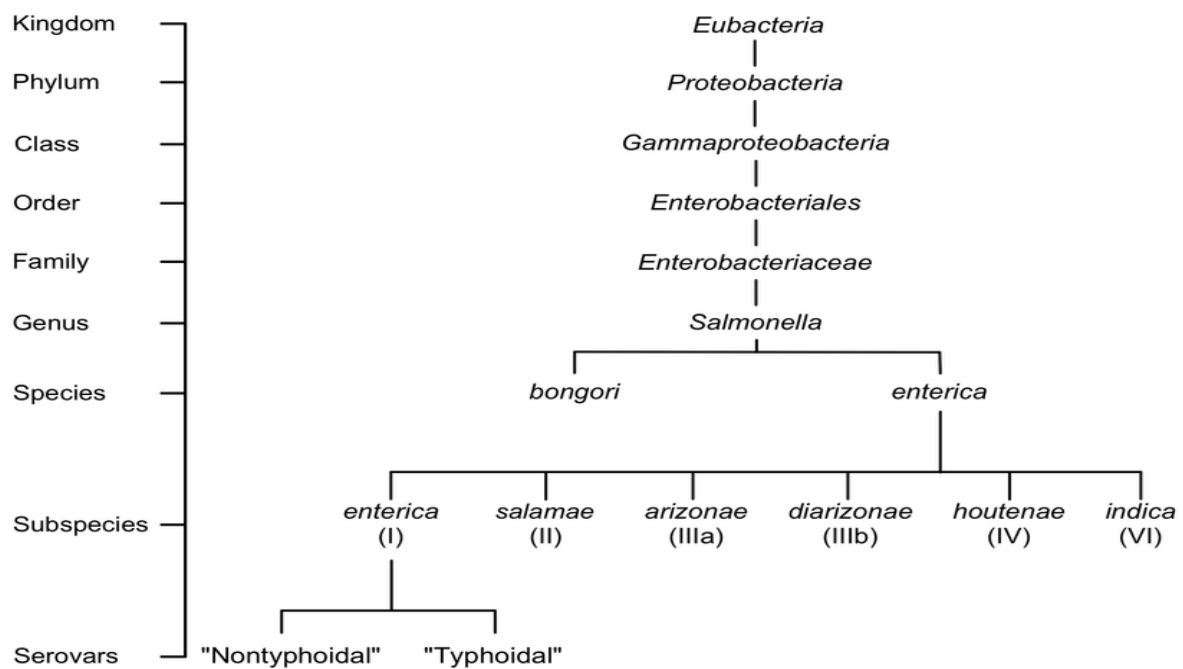 Kingdom Eubacteria
Phylum Proteobacteria
Class Gammaproteobacteria
Order Enterobacteriales
Family Enterobacteriaceae
Genus Salmonella
Species bongori enterica
Subspecies enterica salamae arizonae diarizonae houtenae indica
(I) (II) (IIIa) (IIIb) (IV) (VI)
Serovars "Nontyphoidal" "Typhoidal"